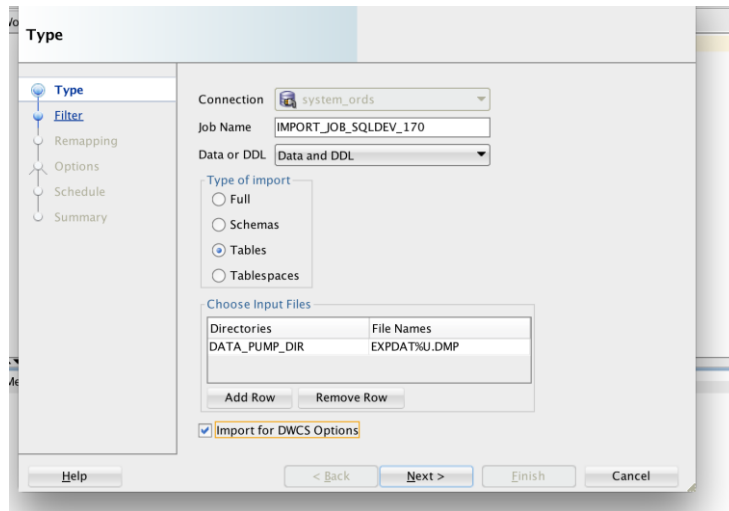 Type
Type
Filter
Remapping
Options
Schedule
Summary
Connection system_ords
Job Name IMPORT_JOB_SQLDEV_170
Data or DDL Data and DDL
Type of import
Full
Schemas
Tables
Tablespaces
Choose Input Files
Directories File Names
DATA_PUMP_DIR EXPDAT%U.DMP
Add Row Remove Row
Import for DWCS Options
Help < Back Next > Finish Cancel